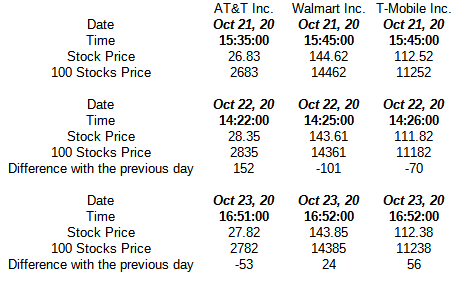 AT&T Inc. Walmart Inc. T-Mobile Inc.
Date Oct 21, 20 Oct 21, 20 Oct 21, 20
Time 15:35:00 15:45:00 15:45:00
Stock Price 26.83 144.62 112.52
100 Stocks Price 2683 14462 11252
Date Oct 22, 20 Oct 22, 20 Oct 22, 20
Time 14:22:00 14:25:00 14:26:00
Stock Price 28.35 143.61 111.82
100 Stocks Price 2835 14361 11182
Difference with the previous day 152 -101 -70
Date Oct 23, 20 Oct 23, 20 Oct 23, 20
Time 16:51:00 16:52:00 16:52:00
Stock Price 27.82 143.85 112.38
100 Stocks Price 2782 14385 11238
Difference with the previous day -53 24 56